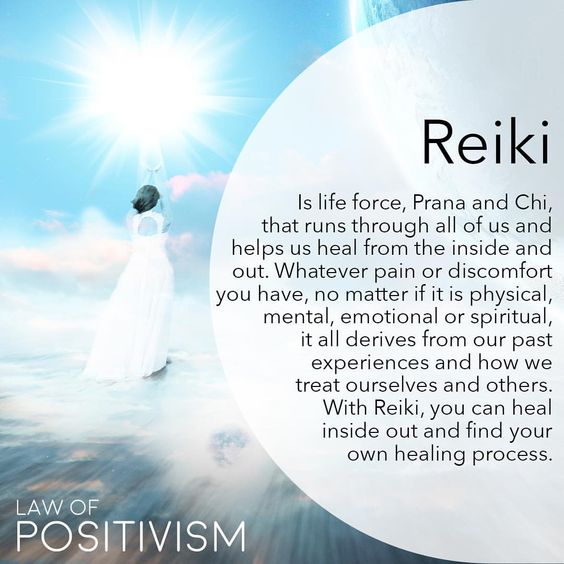 Reiki
Is life force, Prana and Chi,
that runs through all of us and
helps us heal from the inside and
out. Whatever pain or discomfort
you have, no matter if it is physical,
mental, emotional or spiritual,
it all derives from our past
experiences and how we
treat ourselves and others.
With Reiki, you can heal
inside out and find your
own healing process.
LAW OF
POSITIVISM